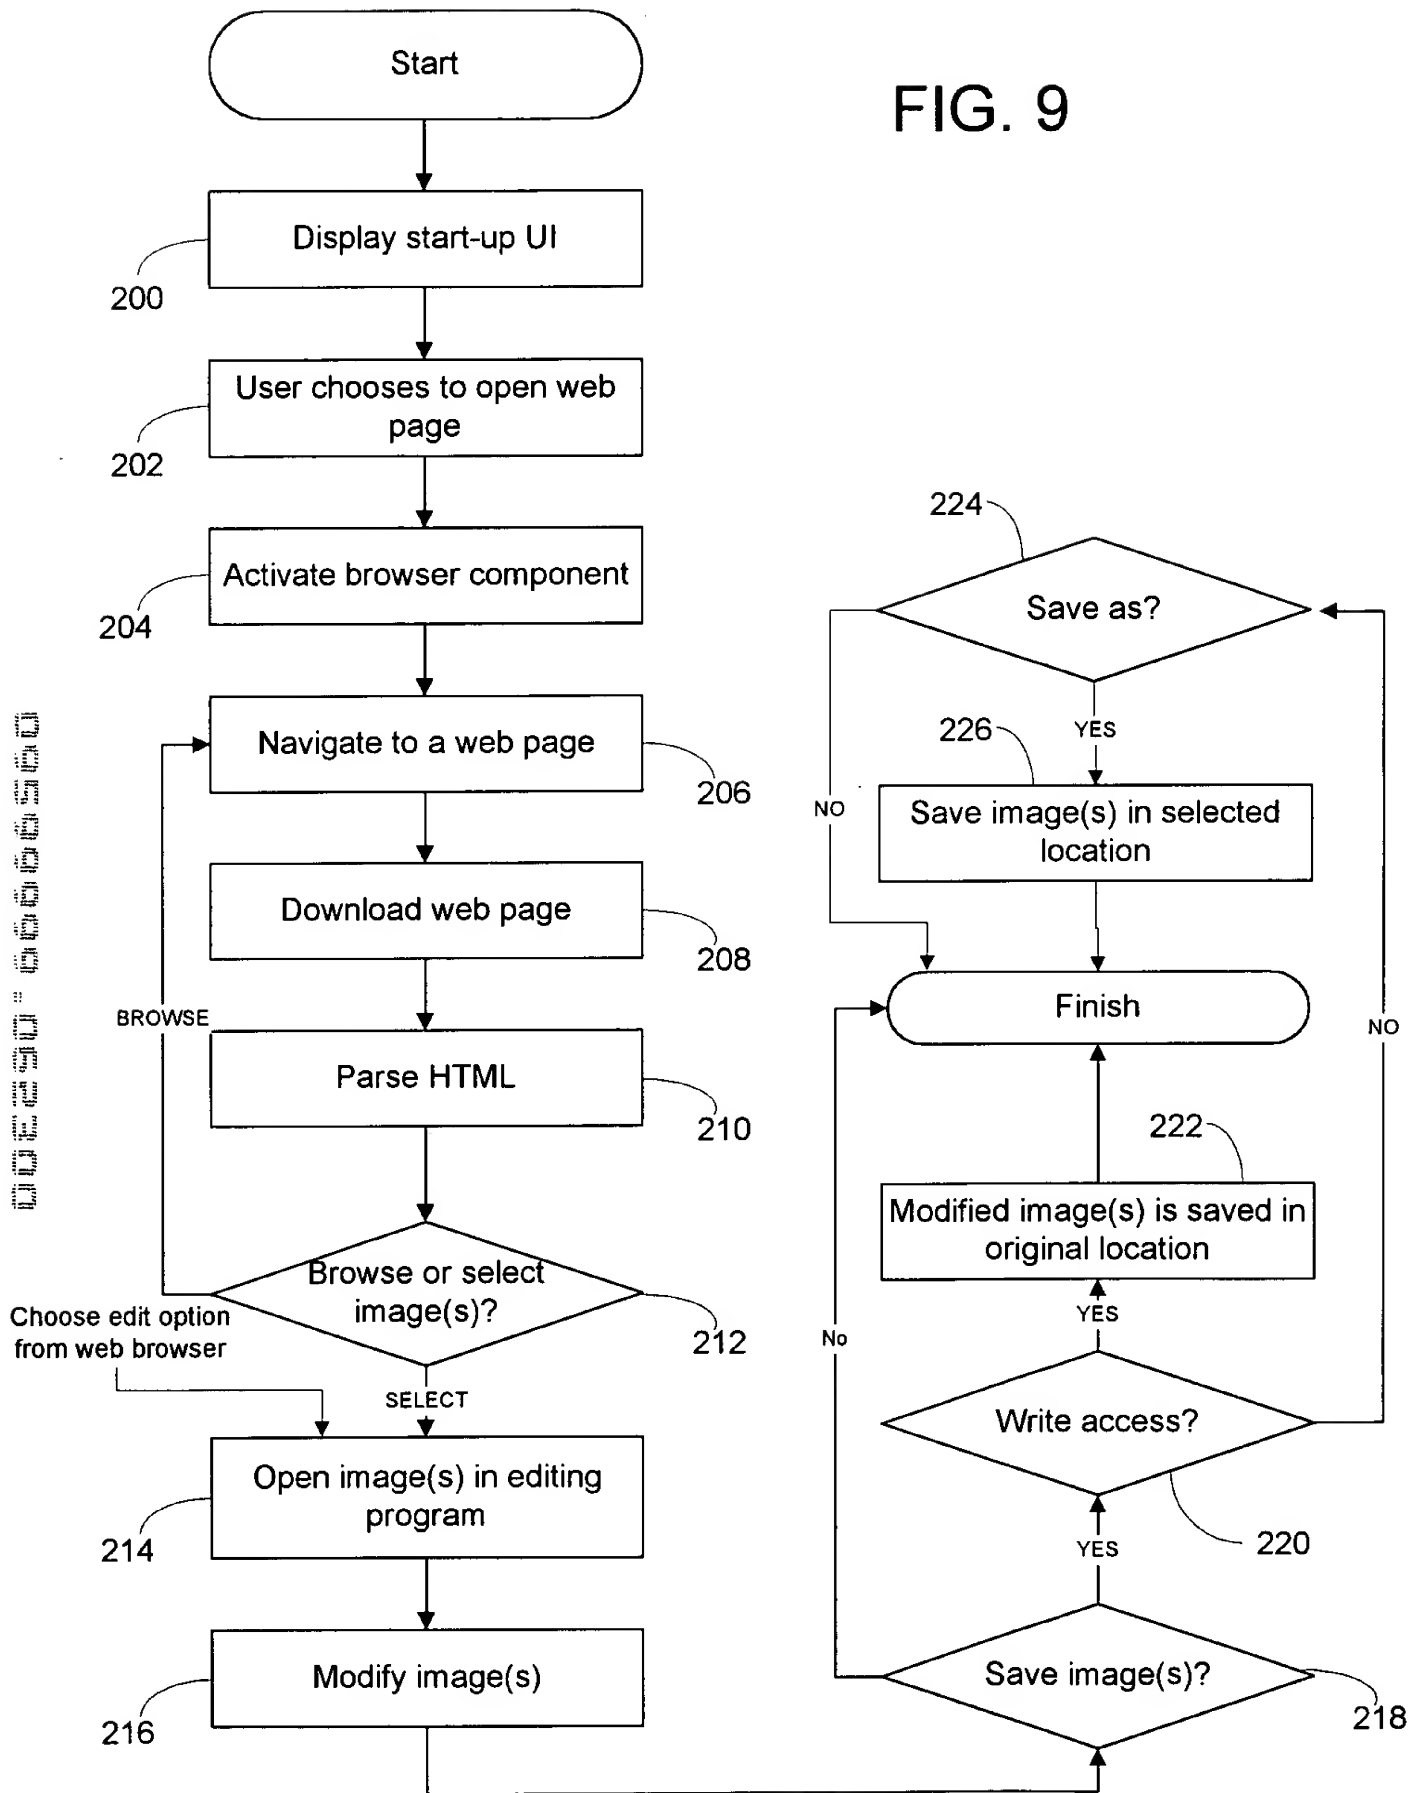 Start
FIG. 9
Display start-up UI
200
User chooses to open web
page
202
Activate browser component
204
Navigate to a web page
206
Download web page
208
BROWSE
Parse HTML
210
Browse or select
image(s)?
212
Choose edit option
from web browser
SELECT
Open image(s) in editing
program
214
Modify image(s)
216
224
Save as?
YES
226
NO
Save image(s) in selected
location
Finish
NO
222
Modified image(s) is saved in
original location
YES
No
Write access?
220
YES
Save image(s)?
218